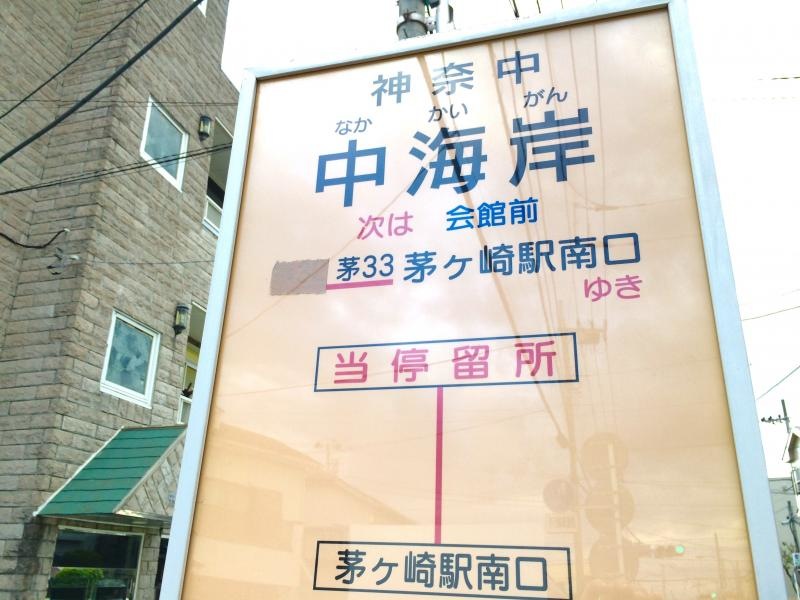 神奈中
なか かい がん
中海岸
次は 会館前
茅33 茅ヶ崎駅南口
ゆき
当停留所
茅ヶ崎駅南口